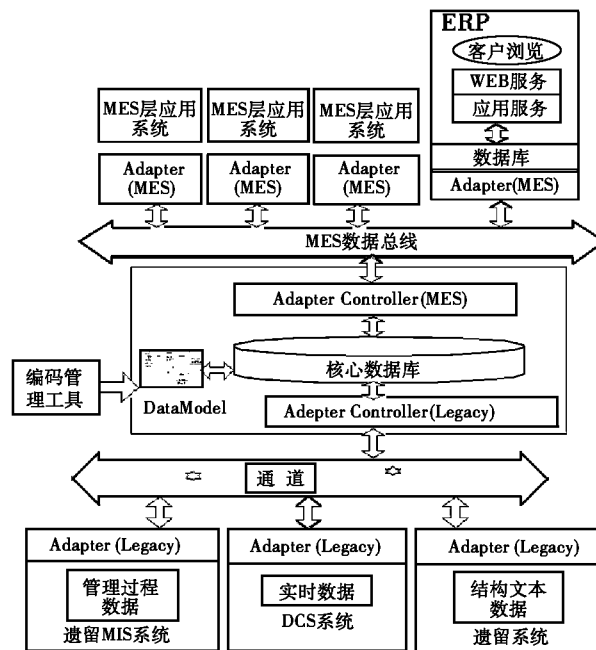 ERP
客户浏览
WEB服务
应用服务
数据库
Adapter(MES)
MES层应用
系统
MES层应用
系统
MES层应用
系统
Adapter
(MES)
Adapter
(MES)
Adapter
(MES)
MES数据总线
Adapter Controller(MES)
核心数据库
DataModel
编码管
理工具
Adepter Controller(Legacy)
通 道
Adapter (Legacy)
管理过程
数据
遗留MIS系统
Adapter (Legacy)
实时数据
DCS系统
Adapter (Legacy)
结构文本
数据
遗留系统